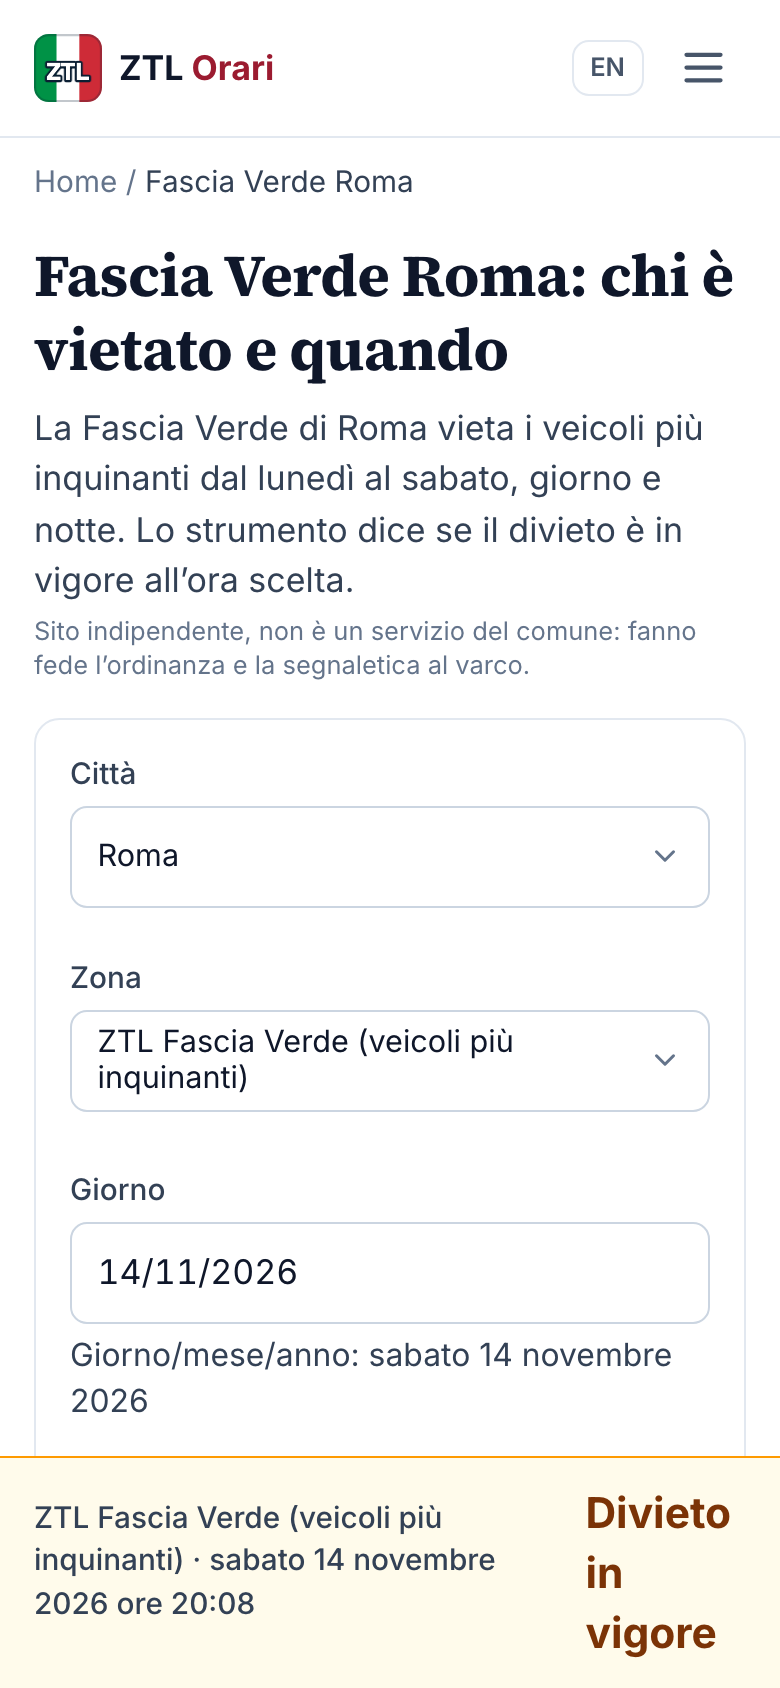 ZTL
ZTL Orari
EN
Home / Fascia Verde Roma
Fascia Verde Roma: chi è
vietato e quando
La Fascia Verde di Roma vieta i veicoli più
inquinanti dal lunedì al sabato, giorno e
notte. Lo strumento dice se il divieto è in
vigore all’ora scelta.
Sito indipendente, non è un servizio del comune: fanno
fede l’ordinanza e la segnaletica al varco.
Città
Roma
Zona
ZTL Fascia Verde (veicoli più
inquinanti)
Giorno
14/11/2026
Giorno/mese/anno: sabato 14 novembre
2026
ZTL Fascia Verde (veicoli più
inquinanti) · sabato 14 novembre
2026 ore 20:08
Divieto
in
vigore